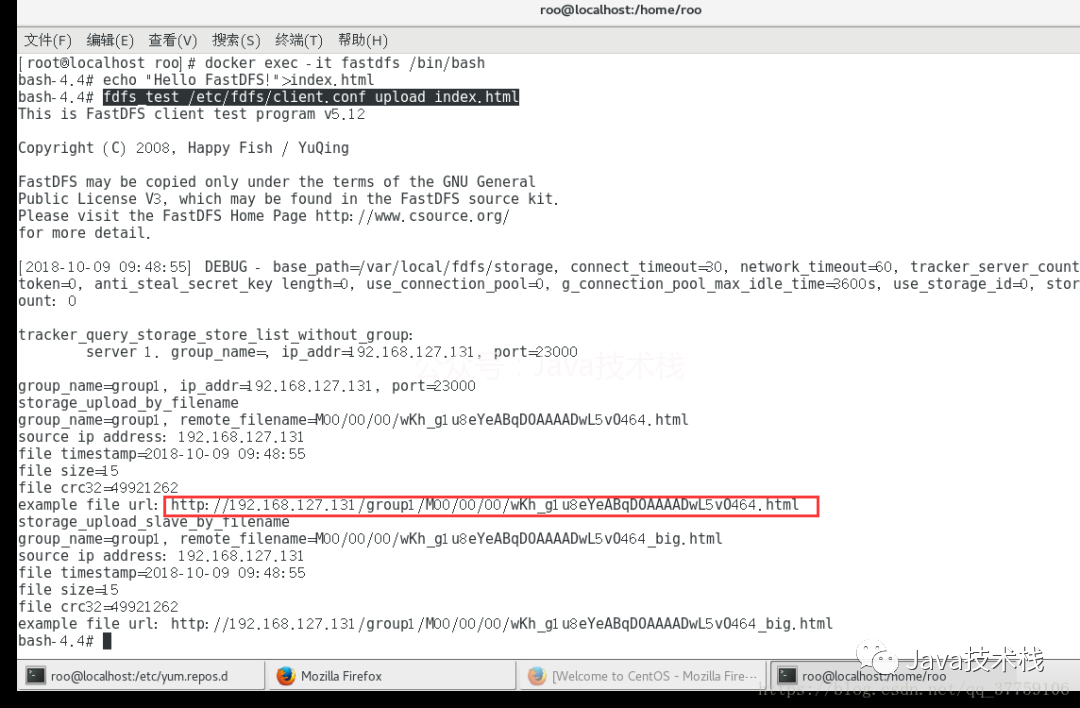 roo@localhost:/home/roo
文件(F) 编辑(E) 查看(V) 搜索(S) 终端(T) 帮助(H)
[root@localhost roo]# docker exec -it fastdfs /bin/bash
bash-4.4# echo "Hello FastDFS!">index.html
bash-4.4# fdfs_test /etc/fdfs/client.conf upload index.html
This is FastDFS client test program v5.12
Copyright (C) 2008, Happy Fish / YuQing
FastDFS may be copied only under the terms of the GNU General
Public License V3, which may be found in the FastDFS source kit.
Please visit the FastDFS Home Page http://www.csource.org/
for more detail.
[2018-10-09 09:48:55] DEBUG - base_path=/var/local/fdfs/storage, connect_timeout=30, network_timeout=60, tracker_server_count
token=0, anti_steal_secret_key length=0, use_connection_pool=0, g_connection_pool_max_idle_time=3600s, use_storage_id=0, stor
ount: 0
tracker_query_storage_store_list_without_group:
server 1. group_name=, ip_addr=192.168.127.131, port=23000
公众号：Java技术栈
group_name=group1, ip_addr=192.168.127.131, port=23000
storage_upload_by_filename
group_name=group1, remote_filename=M00/00/00/wKh_g1u8eYeABqDOAAAADwL5vO464.html
source ip address: 192.168.127.131
file timestamp=2018-10-09 09:48:55
file size=15
file crc32=49921262
example file url: http://192.168.127.131/group1/M00/00/00/wKh_g1u8eYeABqDOAAAADwL5vO464.html
storage_upload_slave_by_filename
group_name=group1, remote_filename=M00/00/00/wKh_g1u8eYeABqDOAAAADwL5vO464_big.html
source ip address: 192.168.127.131
file timestamp=2018-10-09 09:48:55
file size=15
file crc32=49921262
example file url: http://192.168.127.131/group1/M00/00/00/wKh_g1u8eYeABqDOAAAADwL5vO464_big.html
bash-4.4#
Java技术栈
roo@localhost:/etc/yum.repos.d Mozilla Firefox [Welcome to CentOS - Mozilla Fire··· roo@localhost:/home/roo
https://blog.csdn.net/qq_37759106